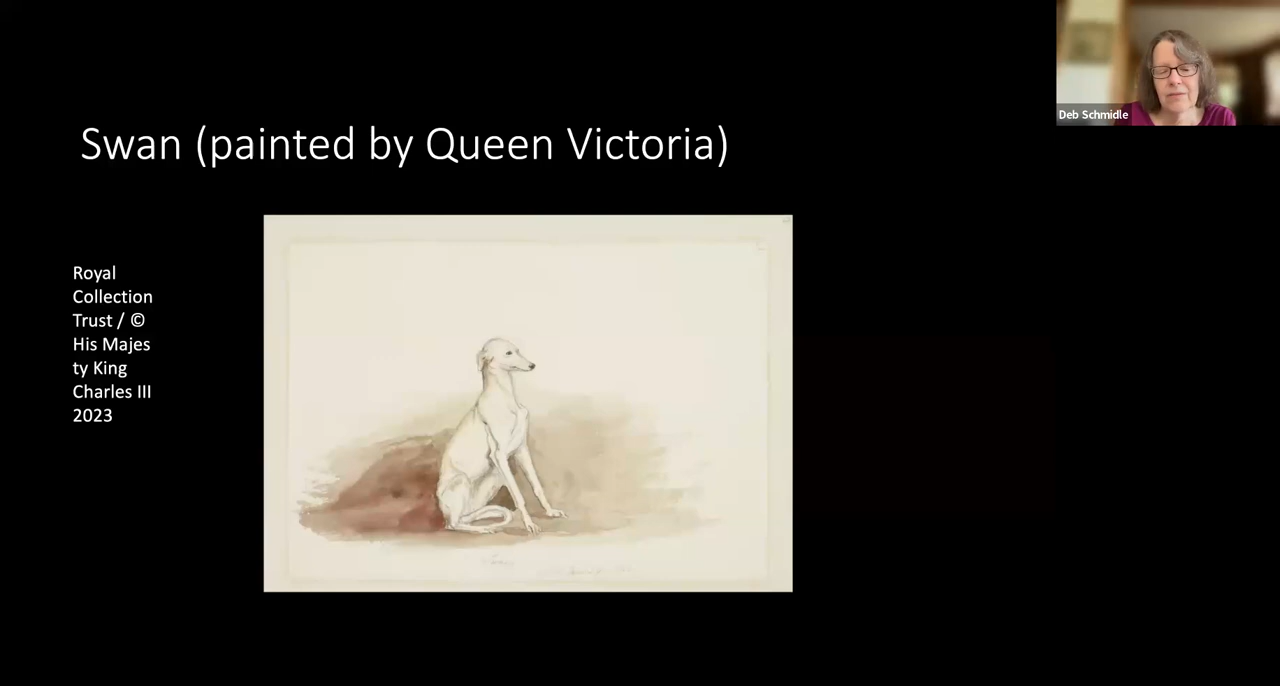 Swan (painted by Queen Victoria)
Royal
Collection
Trust / ©
His Majes
ty King
Charles III
2023
Deb Schmidle